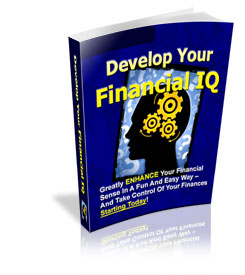 Develop Your
Financial IQ
Greatly ENHANCE Your Financial
Sense In A Fun And Easy Way –
And Take Control Of Your Finances
Starting Today!
Develop Your Financial IQ